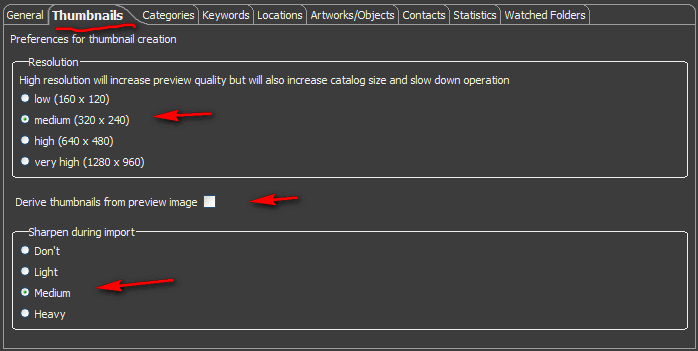 General Thumbnails Categories Keywords Locations Artworks/Objects Contacts Statistics Watched Folders
Preferences for thumbnail creation
Resolution
High resolution will increase preview quality but will also increase catalog size and slow down operation
low (160 x 120)
medium (320 x 240)
high (640 x 480)
very high (1280 x 960)
Derive thumbnails from preview image
Sharpen during import
Don't
Light
Medium
Heavy